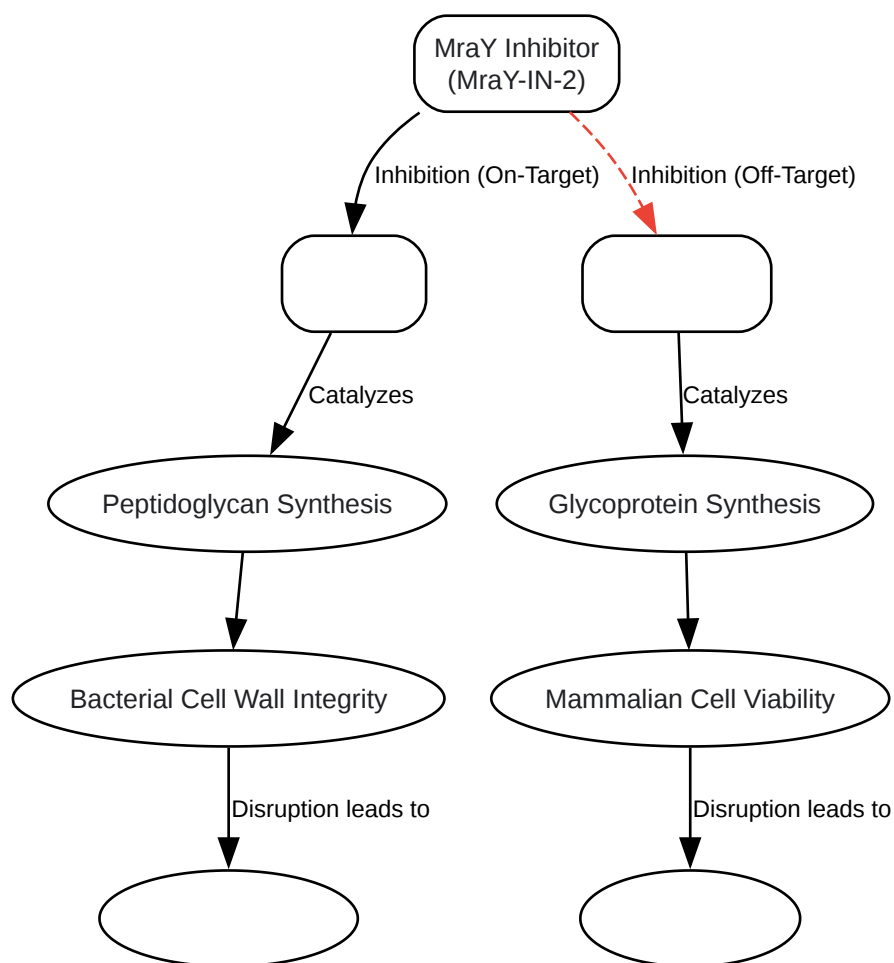 MraY Inhibitor
(MraY-IN-2)
Inhibition (On-Target)
Inhibition (Off-Target)
Catalyzes
Catalyzes
Peptidoglycan Synthesis
Glycoprotein Synthesis
Bacterial Cell Wall Integrity
Mammalian Cell Viability
Disruption leads to
Disruption leads to